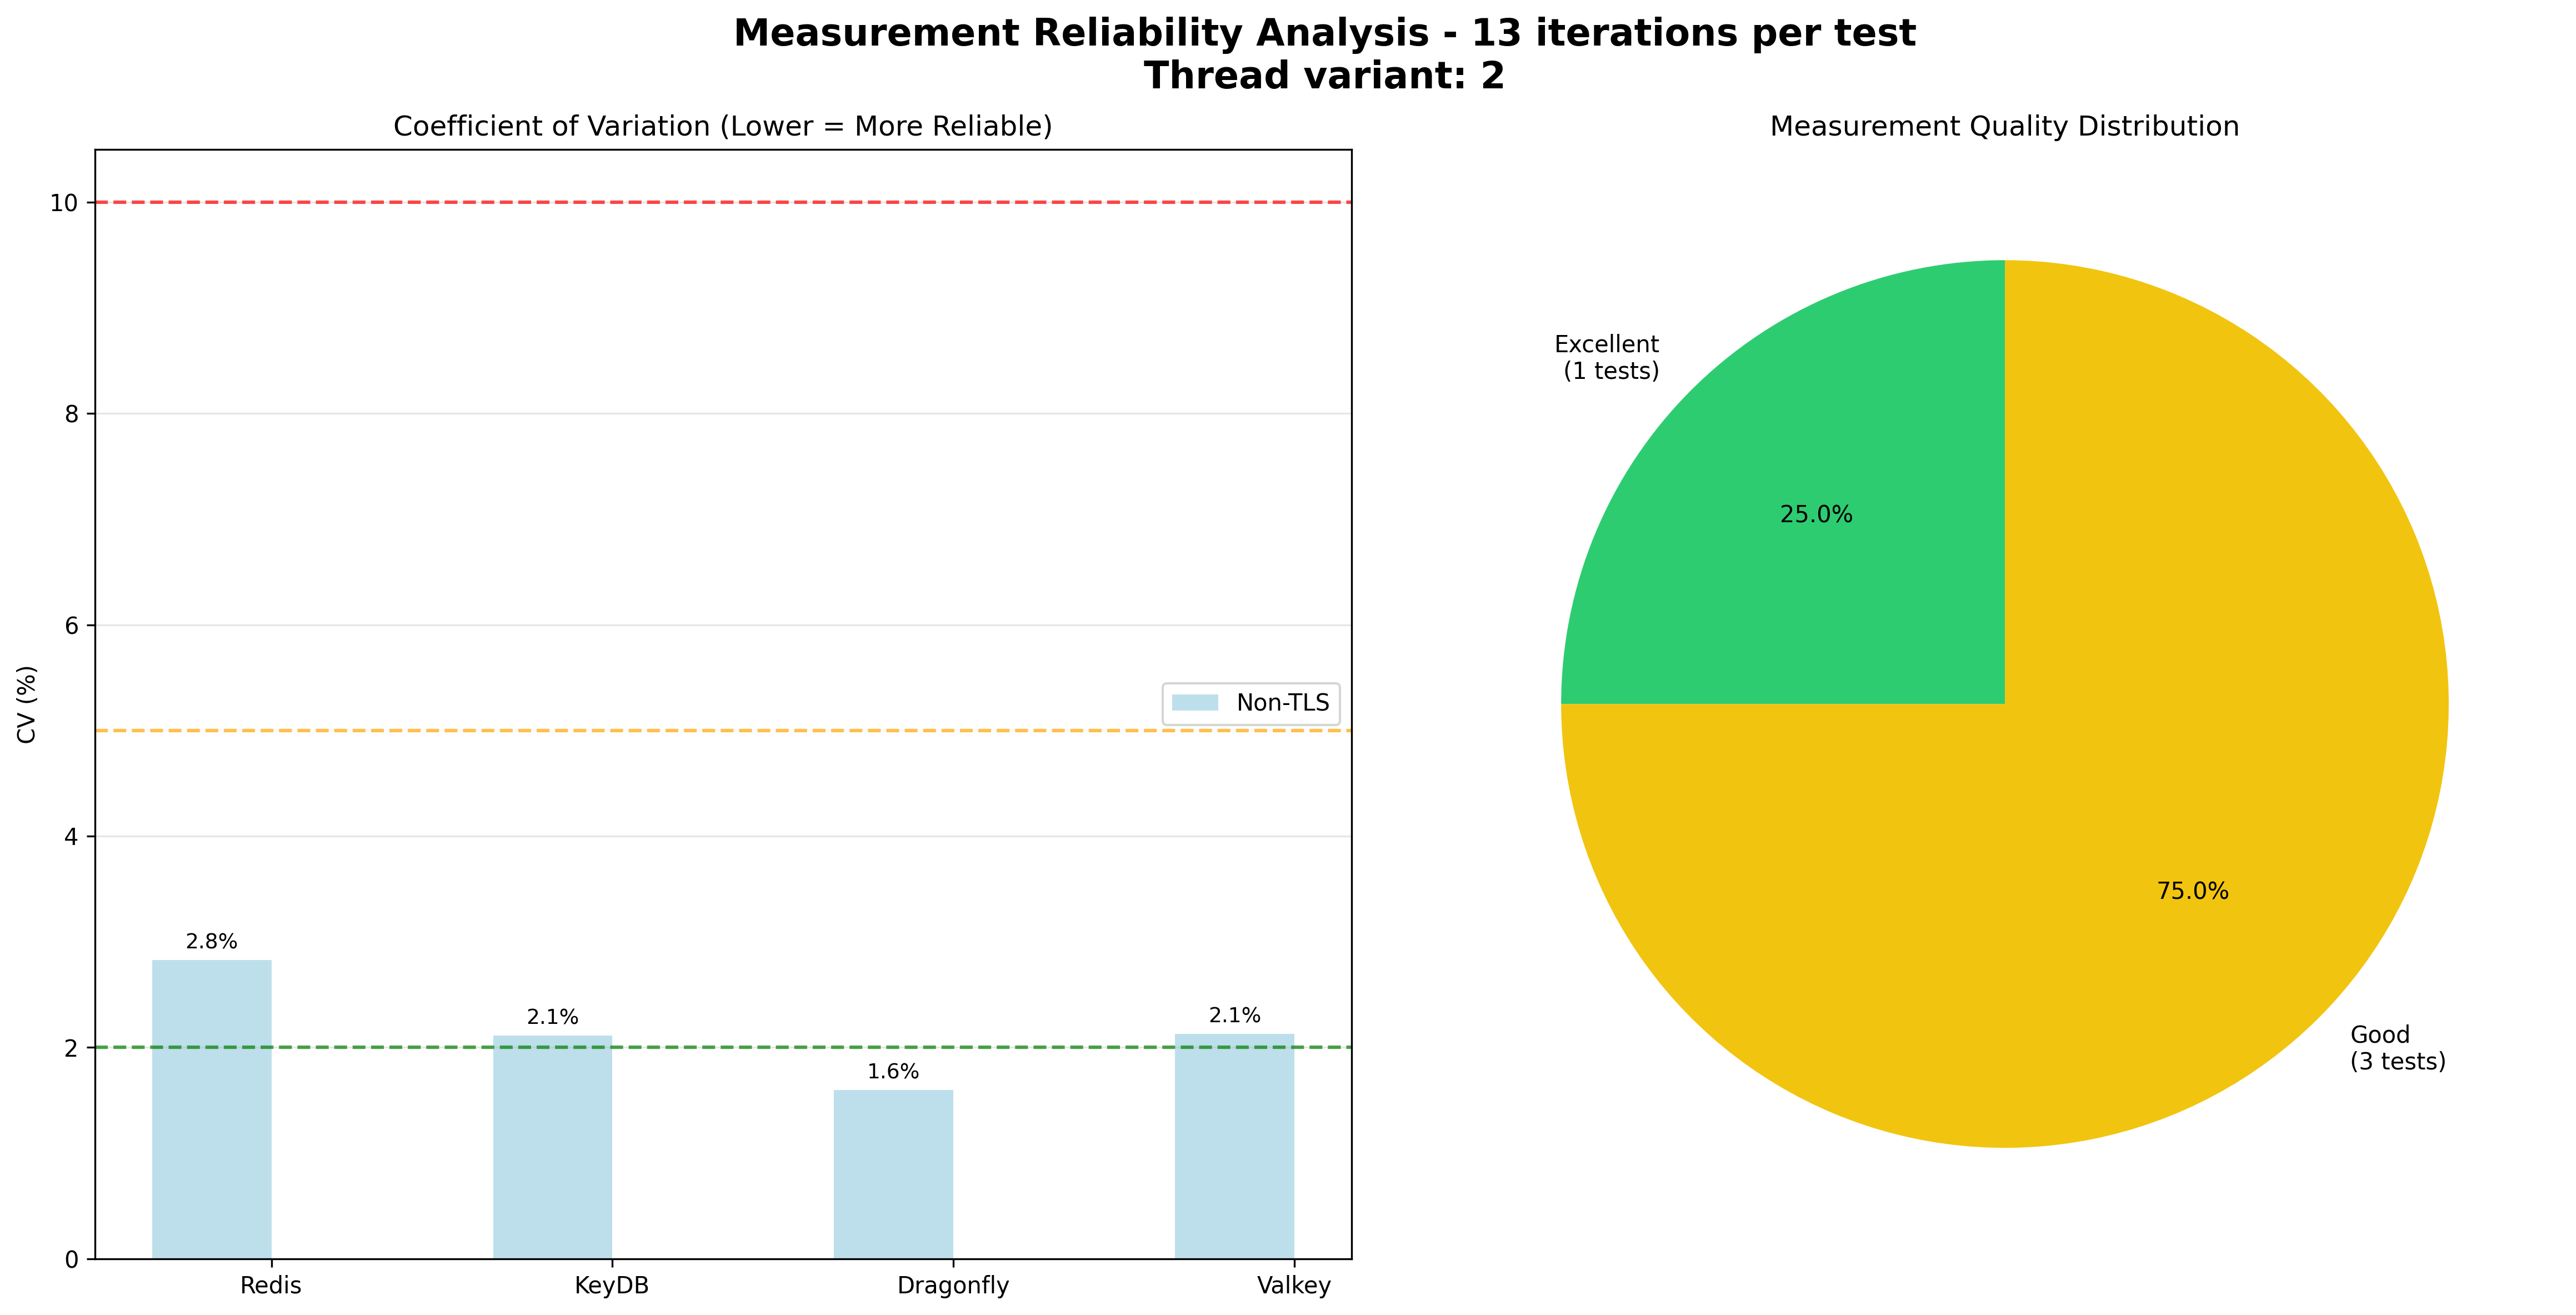 Measurement Reliability Analysis - 13 iterations per test
Thread variant: 2
Coefficient of Variation (Lower = More Reliable)
CV (%)
10
8
6
4
2
0
Non-TLS
2.8%
2.1%
1.6%
2.1%
Redis
KeyDB
Dragonfly
Valkey
Measurement Quality Distribution
Excellent
(1 tests)
25.0%
75.0%
Good
(3 tests)